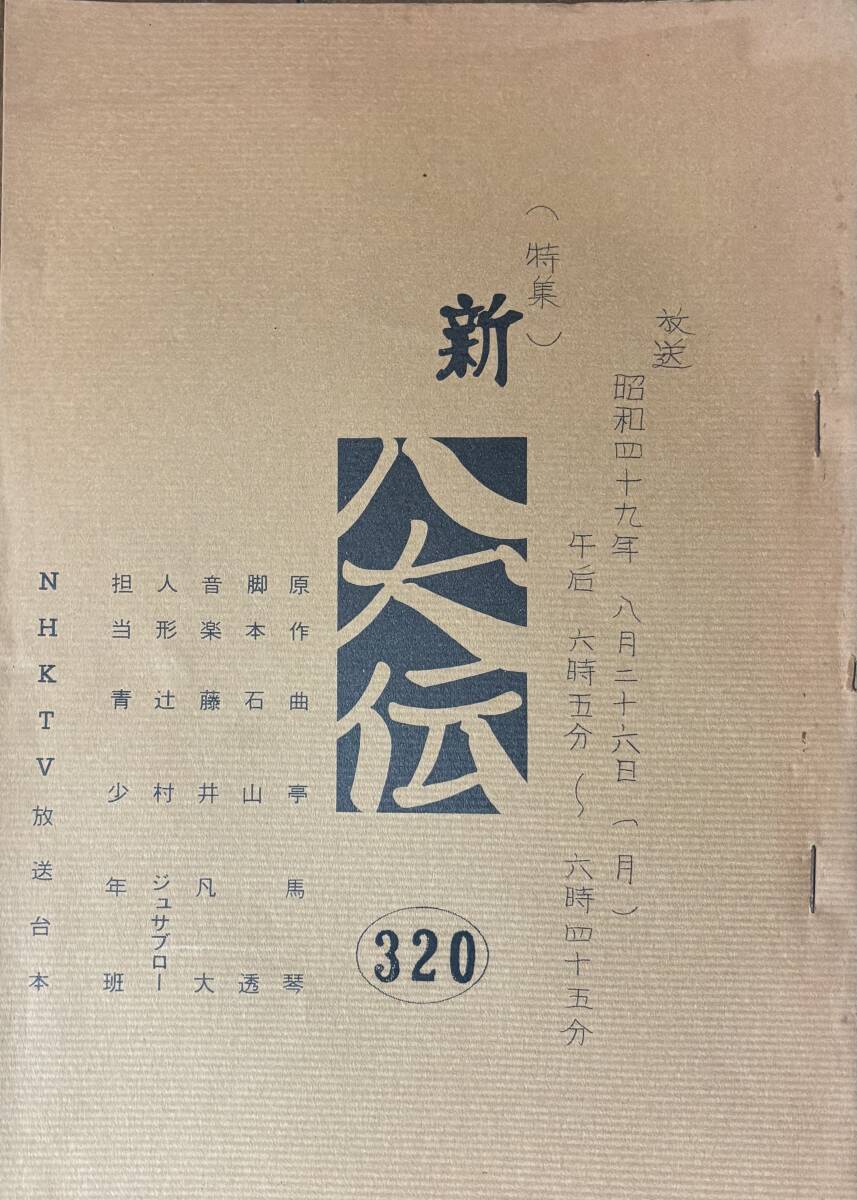 放送
昭和四十九年 八月二十六日（月）
午后 六時五分～六時四十五分
（特集）
新
八犬伝
320
原作 曲亭馬琴
脚本 石山透
音楽 藤井凡大
人形 辻村ジュサブロー
担当 青少年班
NHKTV放送台本